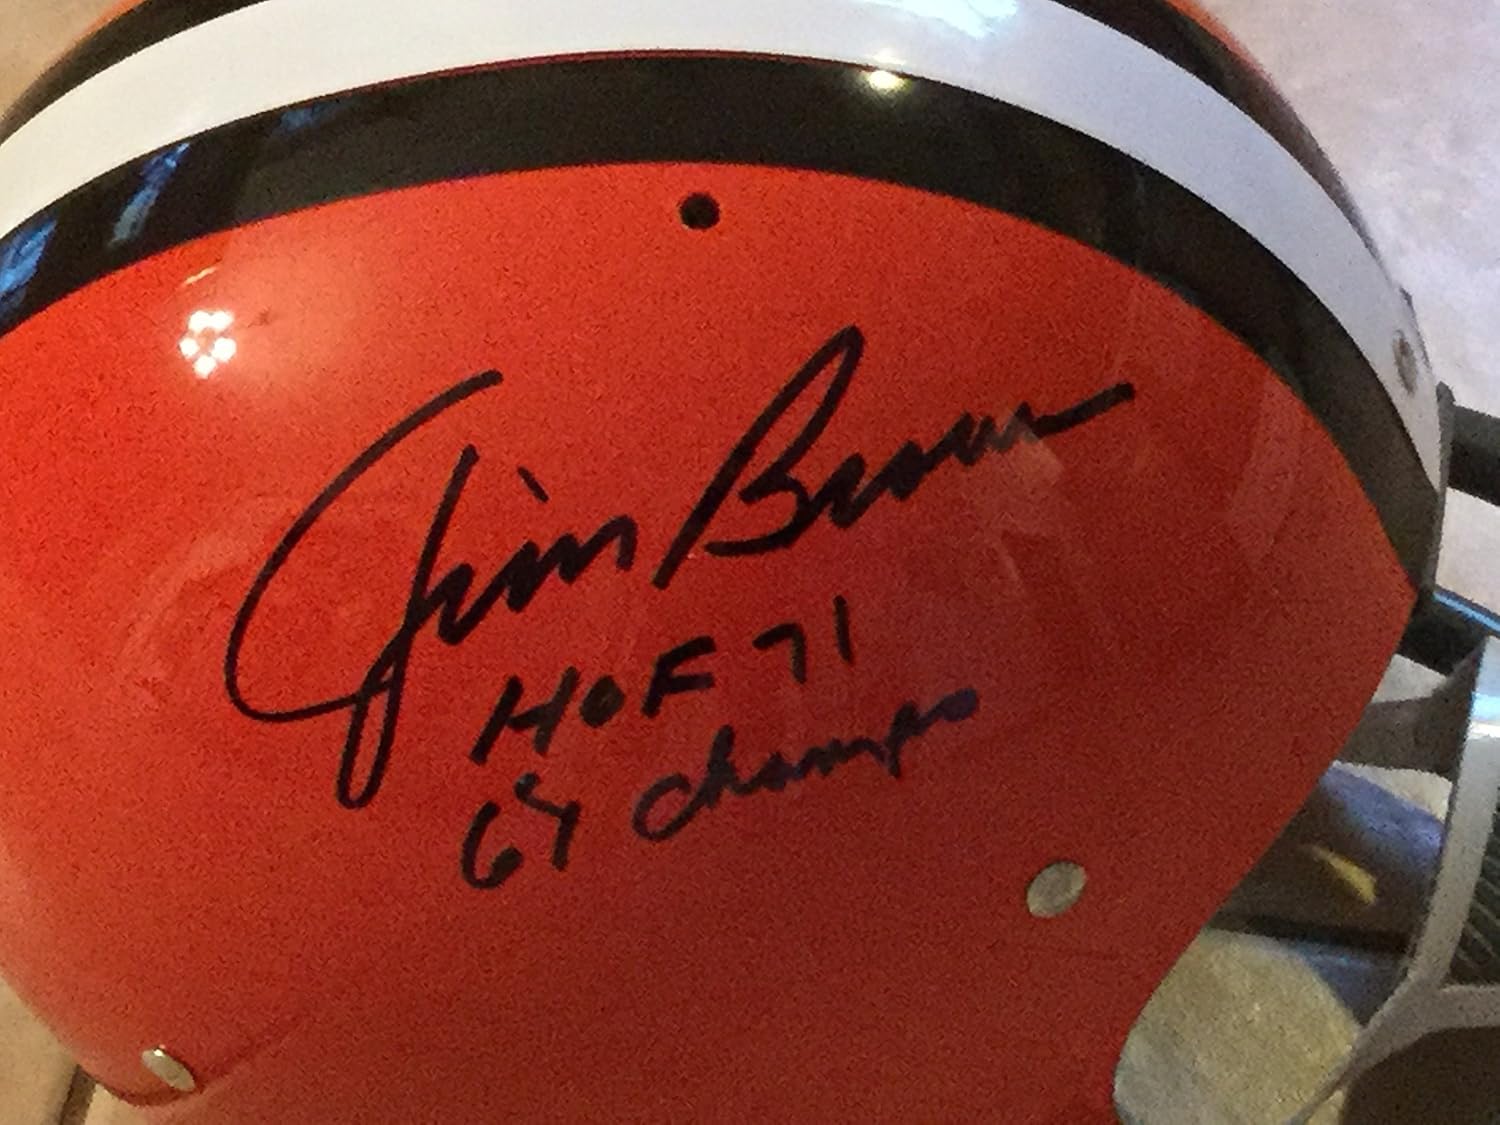 Jim Brown
HOF 71
64 Champs